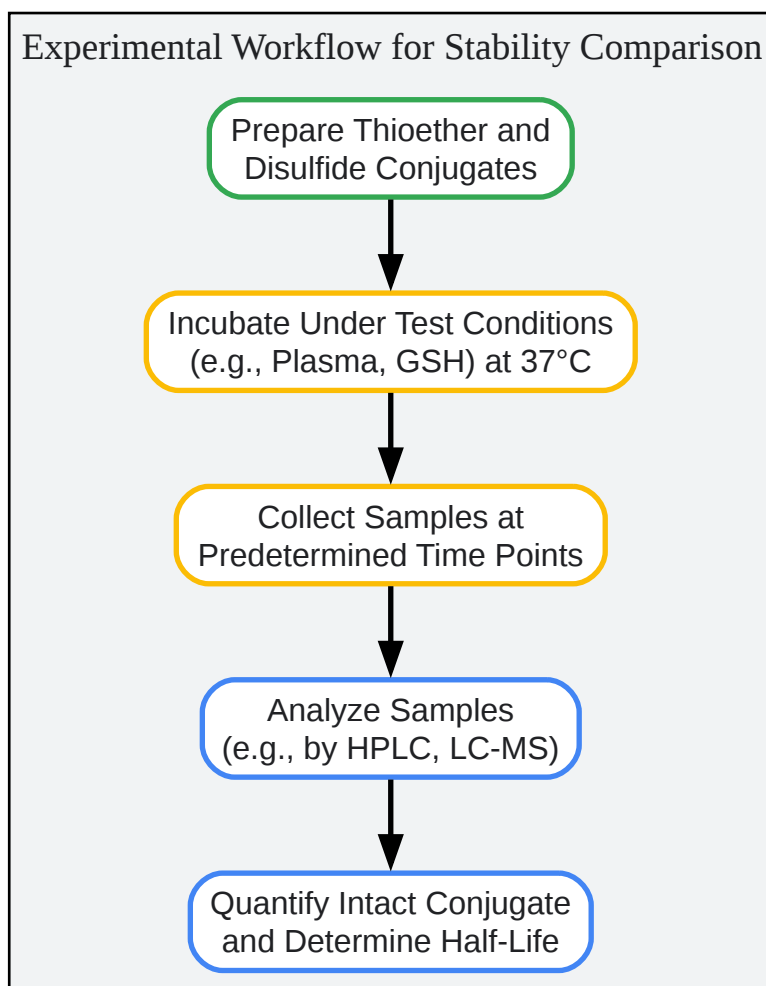 Experimental Workflow for Stability Comparison
Prepare Thioether and
Disulfide Conjugates
Incubate Under Test Conditions
(e.g., Plasma, GSH) at 37°C
Collect Samples at
Predetermined Time Points
Analyze Samples
(e.g., by HPLC, LC-MS)
Quantify Intact Conjugate
and Determine Half-Life